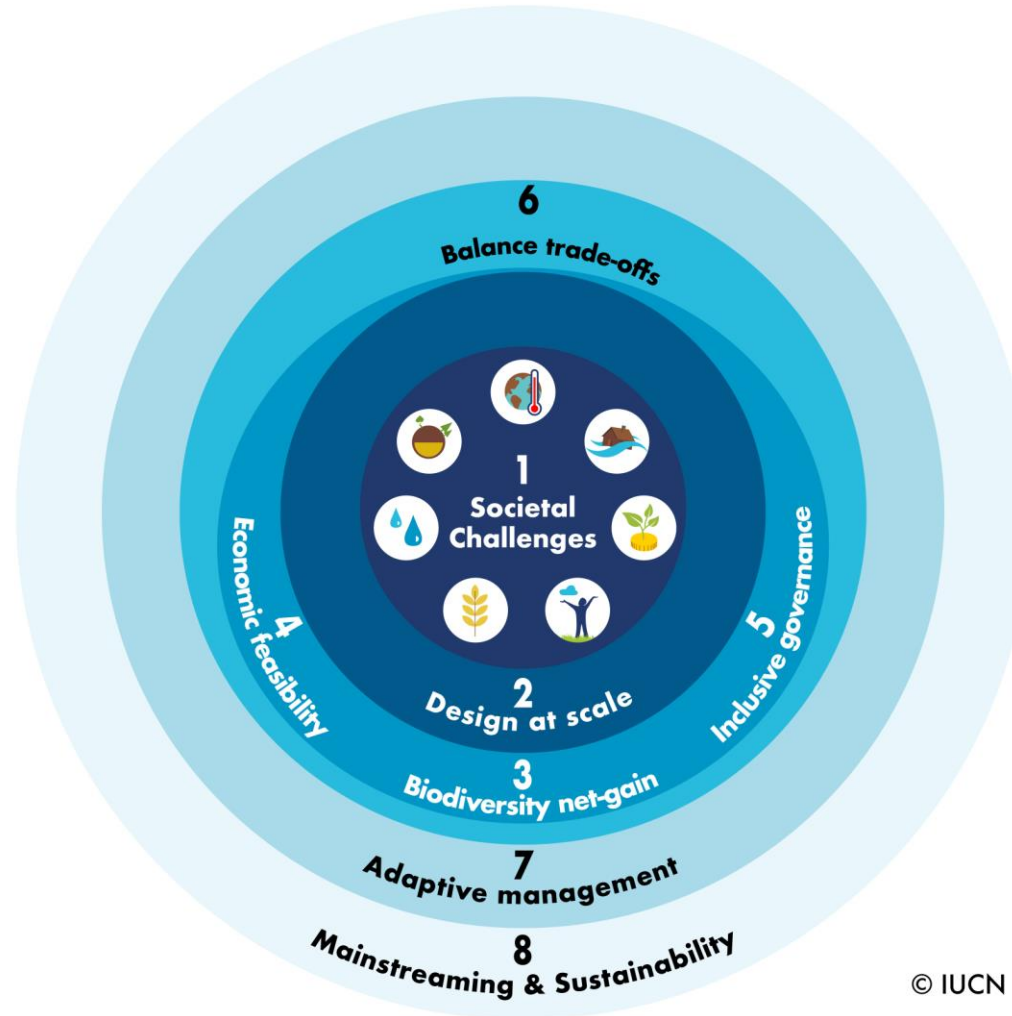 6
Balance trade-offs
1
Societal
Challenges
4
Economic feasibility
5
Inclusive governance
2
Design at scale
3
Biodiversity net-gain
7
Adaptive management
8
Mainstreaming & Sustainability
© IUCN